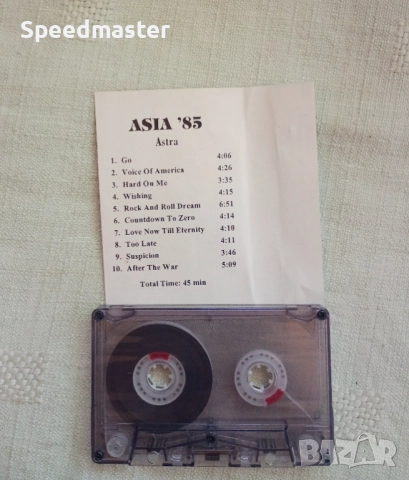 Speedmaster
ASIA '85
Astra
1. Go 4:06
2. Voice Of America 4:26
3. Hard On Me 3:35
4. Wishing 4:15
5. Rock And Roll Dream 6:51
6. Countdown To Zero 4:14
7. Love Now Till Eternity 4:10
8. Too Late 4:11
9. Suspicion 3:46
10. After The War 5:09
Total Time: 45 min
BAZAR